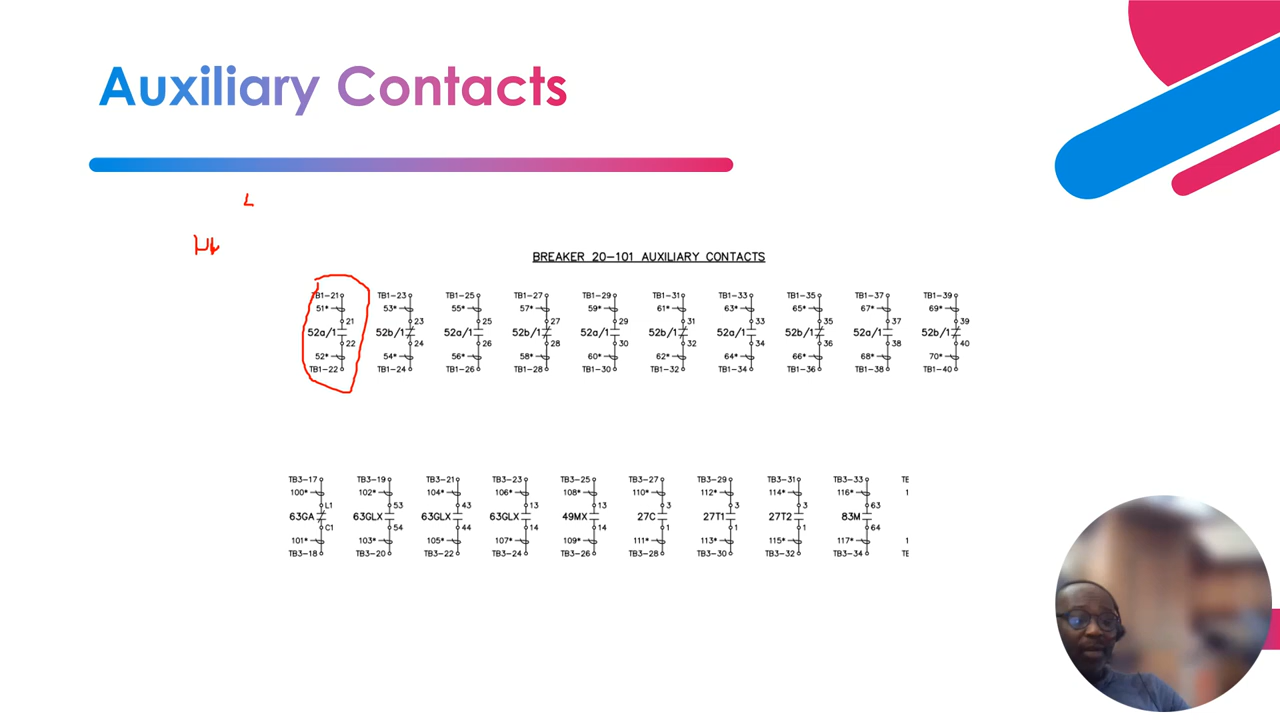 Auxiliary Contacts
L
BREAKER 20-101 AUXILIARY CONTACTS
TB1-21 TB1-23 TB1-25 TB1-27 TB1-29 TB1-31 TB1-33 TB1-35 TB1-37 TB1-39
51* 53* 55* 57* 59* 61* 63* 65* 67* 69*
21 23 25 27 29 31 33 35 37 39
52a/1 52b/1 52a/1 52b/1 52a/1 52b/1 52a/1 52b/1 52a/1 52b/1
22 24 26 28 30 32 34 36 38 40
52* 54* 56* 58* 60* 62* 64* 66* 68* 70*
TB1-22 TB1-24 TB1-26 TB1-28 TB1-30 TB1-32 TB1-34 TB1-36 TB1-38 TB1-40
TB3-17 TB3-19 TB3-21 TB3-23 TB3-25 TB3-27 TB3-29 TB3-31 TB3-33
100* 102* 104* 106* 108* 110* 112* 114* 116*
L1 53 43 13 13 3 3 3 63
63GA 63GLX 63GLX 63GLX 49MX 27C 27T1 27T2 83M
C1 54 44 14 14 1 1 1 64
101* 103* 105* 107* 109* 111* 113* 115* 117*
TB3-18 TB3-20 TB3-22 TB3-24 TB3-26 TB3-28 TB3-30 TB3-32 TB3-34